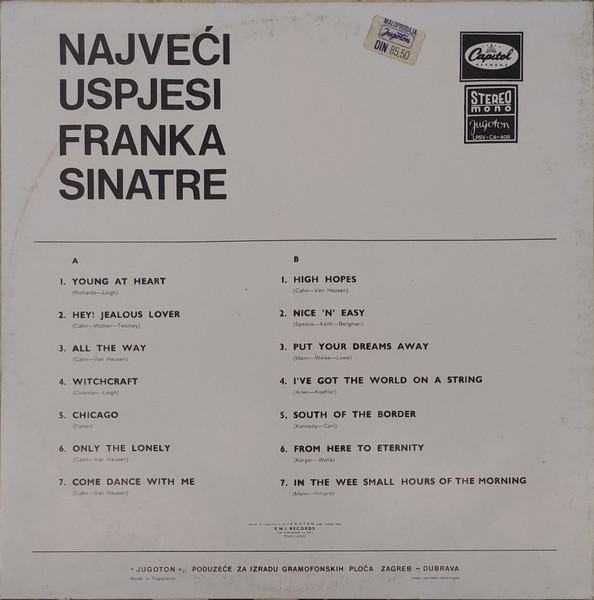 NAJVEĆI
USPJESI
FRANKA
SINATRE
MALOPRODAJA
Jugoton
DIN 85,50
Capitol
RECORDS
STEREO
mono
Jugoton
PSV-CA-409
A
1. YOUNG AT HEART
(Richards—Leigh)
2. HEY! JEALOUS LOVER
(Cahn—Walker—Twomey)
3. ALL THE WAY
(Cahn—Van Heusen)
4. WITCHCRAFT
(Coleman—Leigh)
5. CHICAGO
(Fisher)
6. ONLY THE LONELY
(Cahn—Van Heusen)
7. COME DANCE WITH ME
(Cahn—Van Heusen)
B
1. HIGH HOPES
(Cahn—Van Heusen)
2. NICE 'N' EASY
(Spence—Keith—Bergman)
3. PUT YOUR DREAMS AWAY
(Mann—Weiss—Lowe)
4. I'VE GOT THE WORLD ON A STRING
(Arlen—Koehler)
5. SOUTH OF THE BORDER
(Kennedy—Carr)
6. FROM HERE TO ETERNITY
(Karger—Wells)
7. IN THE WEE SMALL HOURS OF THE MORNING
(Mann—Hilliard)
E.M.I. RECORDS
ENGLAND
»JUGOTON«, PODUZEĆE ZA IZRADU GRAMOFONSKIH PLOČA ZAGREB – DUBRAVA
Made in Yugoslavia